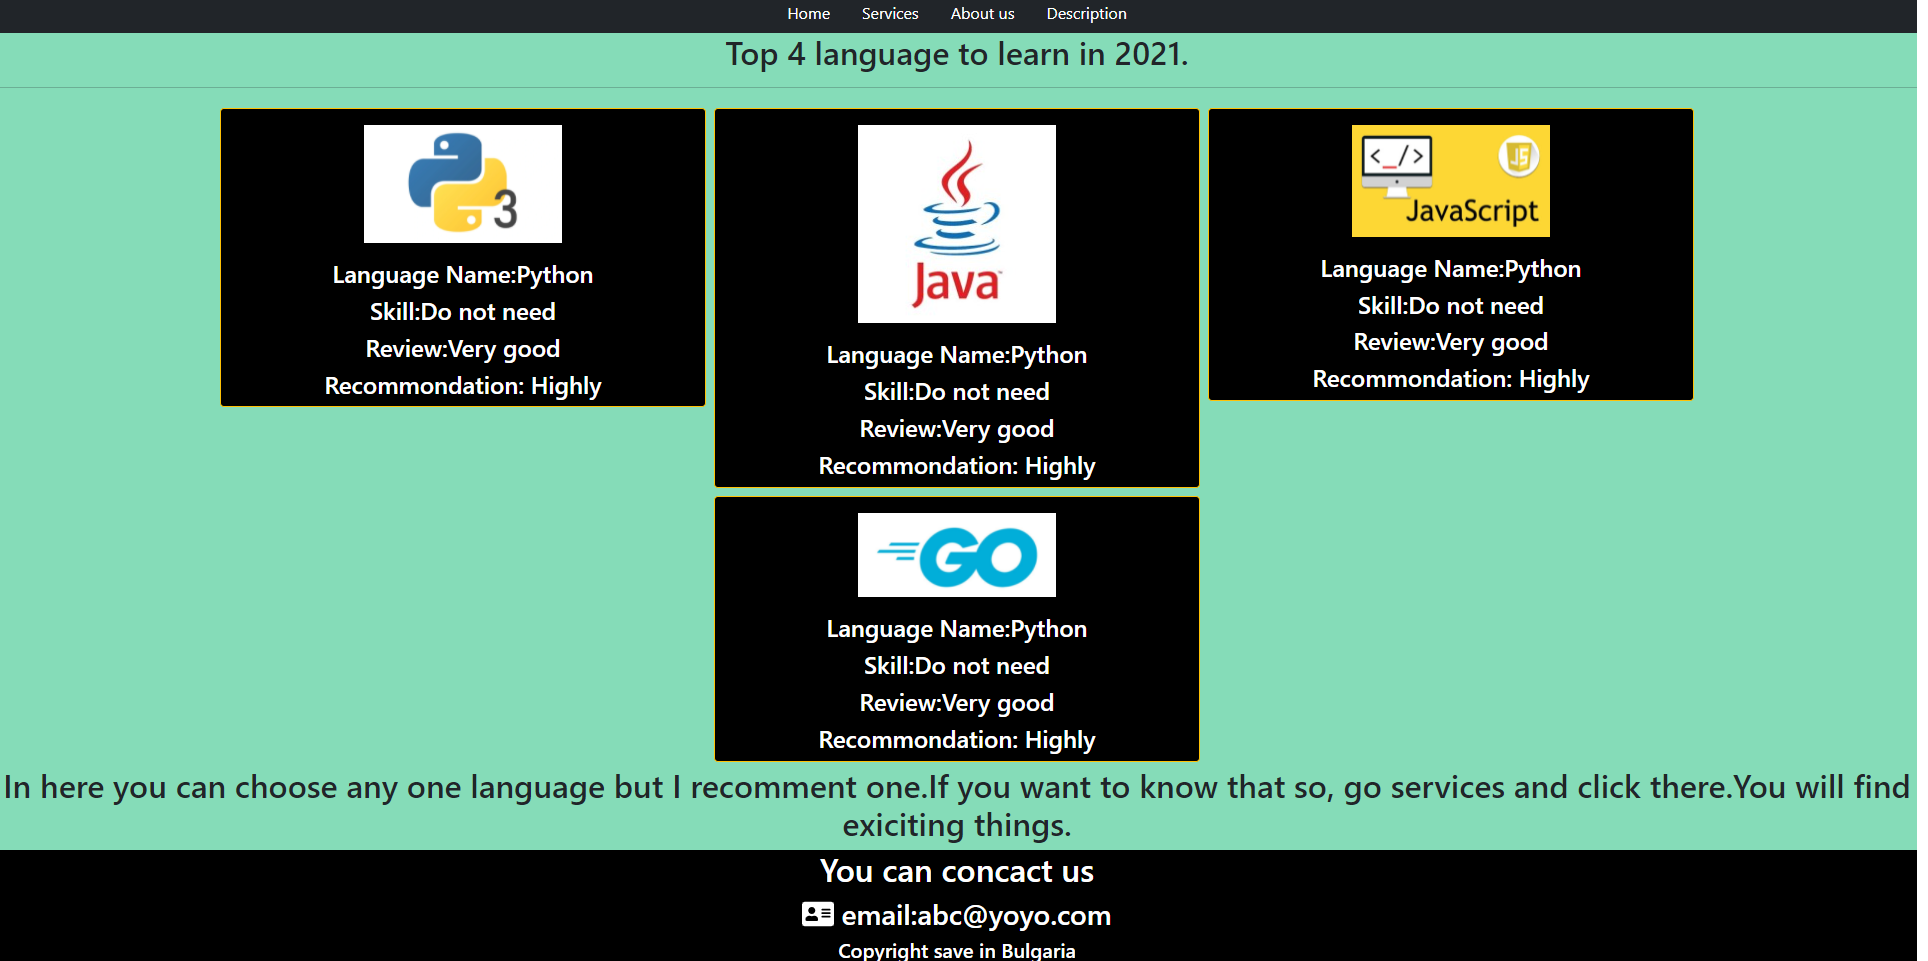 Home Services About us Description
Top 4 language to learn in 2021.
3
Language Name:Python
Skill:Do not need
Review:Very good
Recommondation: Highly
Java™
Language Name:Python
Skill:Do not need
Review:Very good
Recommondation: Highly
<_/> JS
JavaScript
Language Name:Python
Skill:Do not need
Review:Very good
Recommondation: Highly
GO
Language Name:Python
Skill:Do not need
Review:Very good
Recommondation: Highly
In here you can choose any one language but I recomment one.If you want to know that so, go services and click there.You will find
exiciting things.
You can concact us
email:abc@yoyo.com
Copyright save in Bulgaria